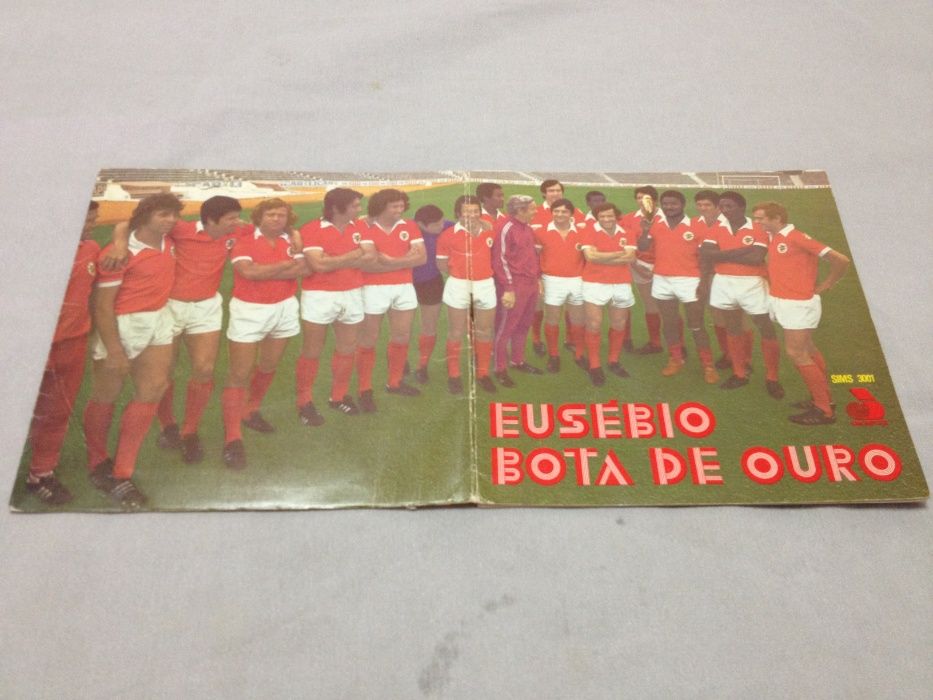 SIMS 3001
EUSÉBIO
BOTA DE OURO